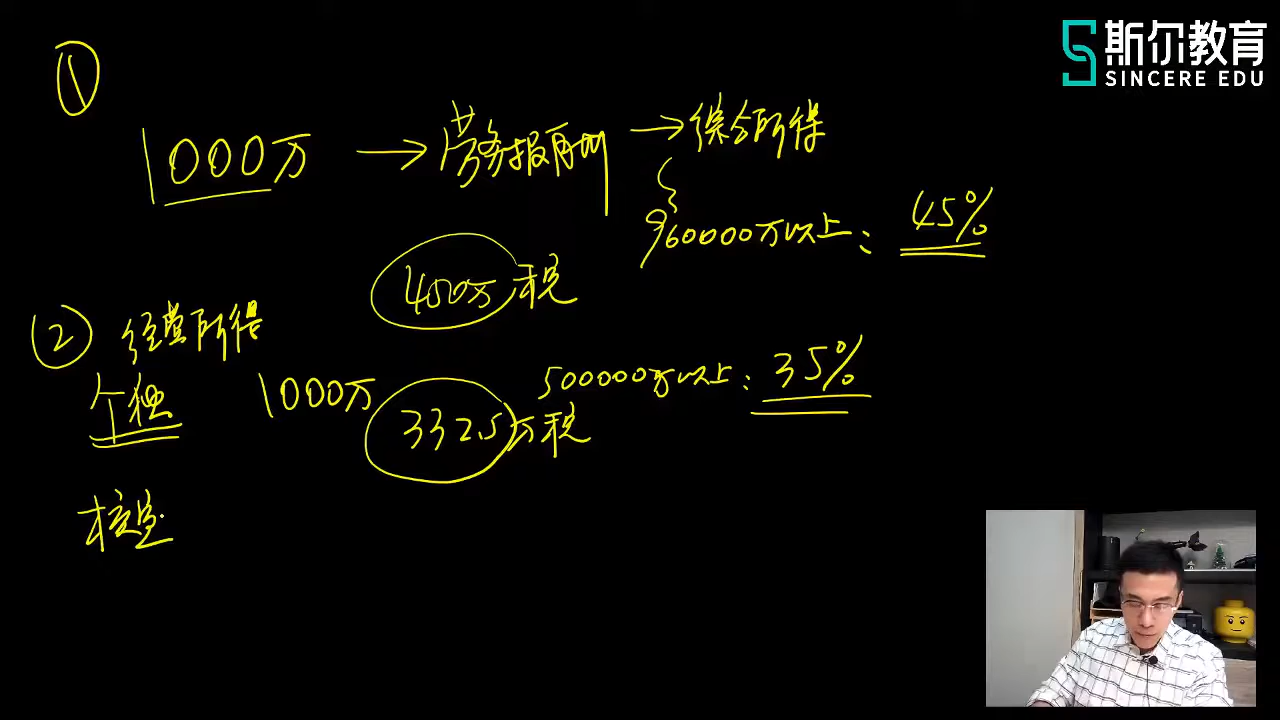 斯尔教育
SINCERE EDU
①
1000万 → 劳务报酬 → 综合所得
960000万以上: 45%
450万 税
② 经营所得
个独 1000万 500000万以上: 35%
332.5万税
核定